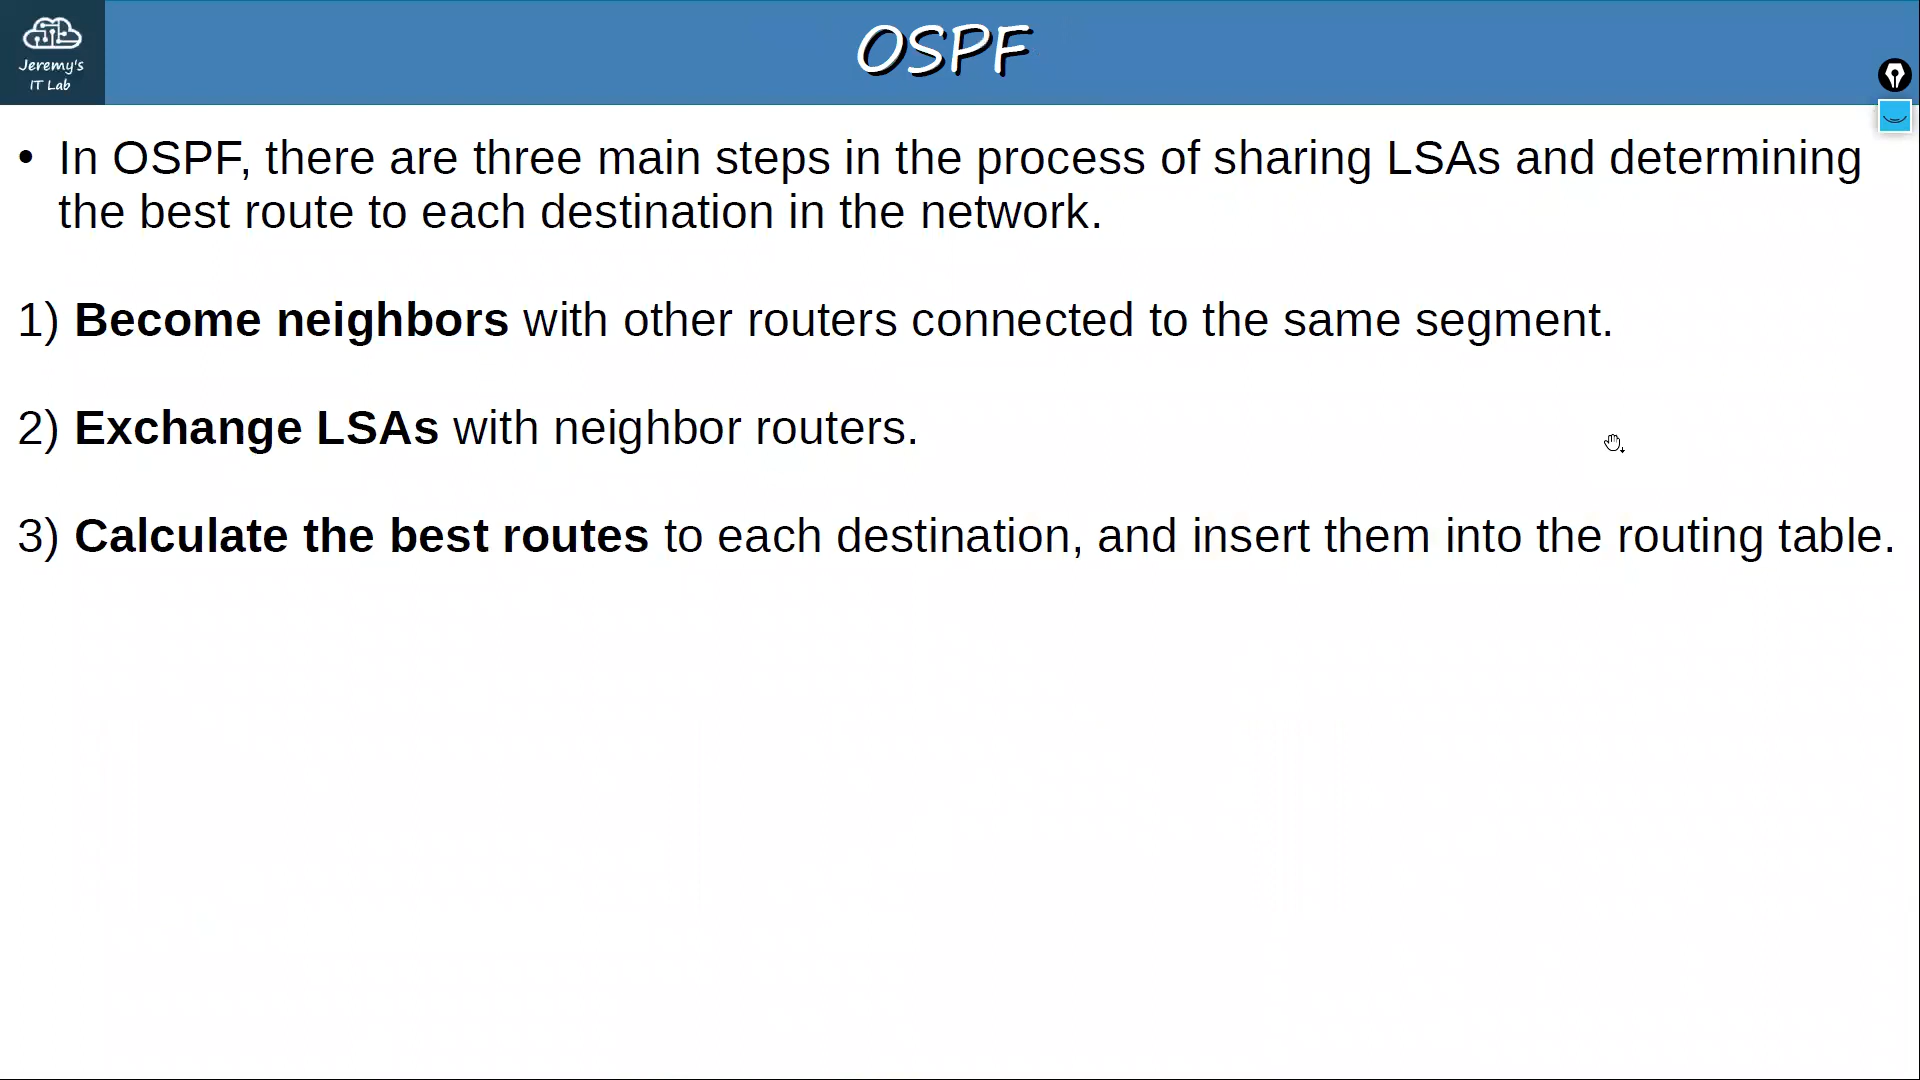 Jeremy's
IT Lab
OSPF
• In OSPF, there are three main steps in the process of sharing LSAs and determining
the best route to each destination in the network.
1) Become neighbors with other routers connected to the same segment.
2) Exchange LSAs with neighbor routers.
3) Calculate the best routes to each destination, and insert them into the routing table.